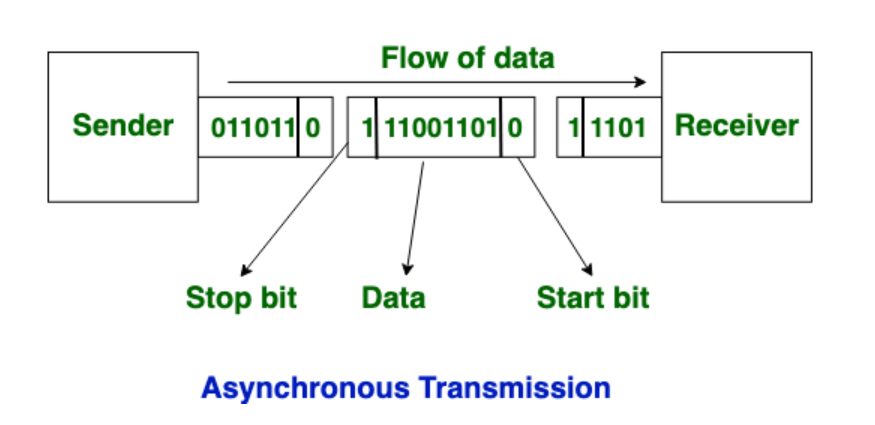 Flow of data
Sender 011011 0 1 11001101 0 1 1101 Receiver
Stop bit Data Start bit
Asynchronous Transmission